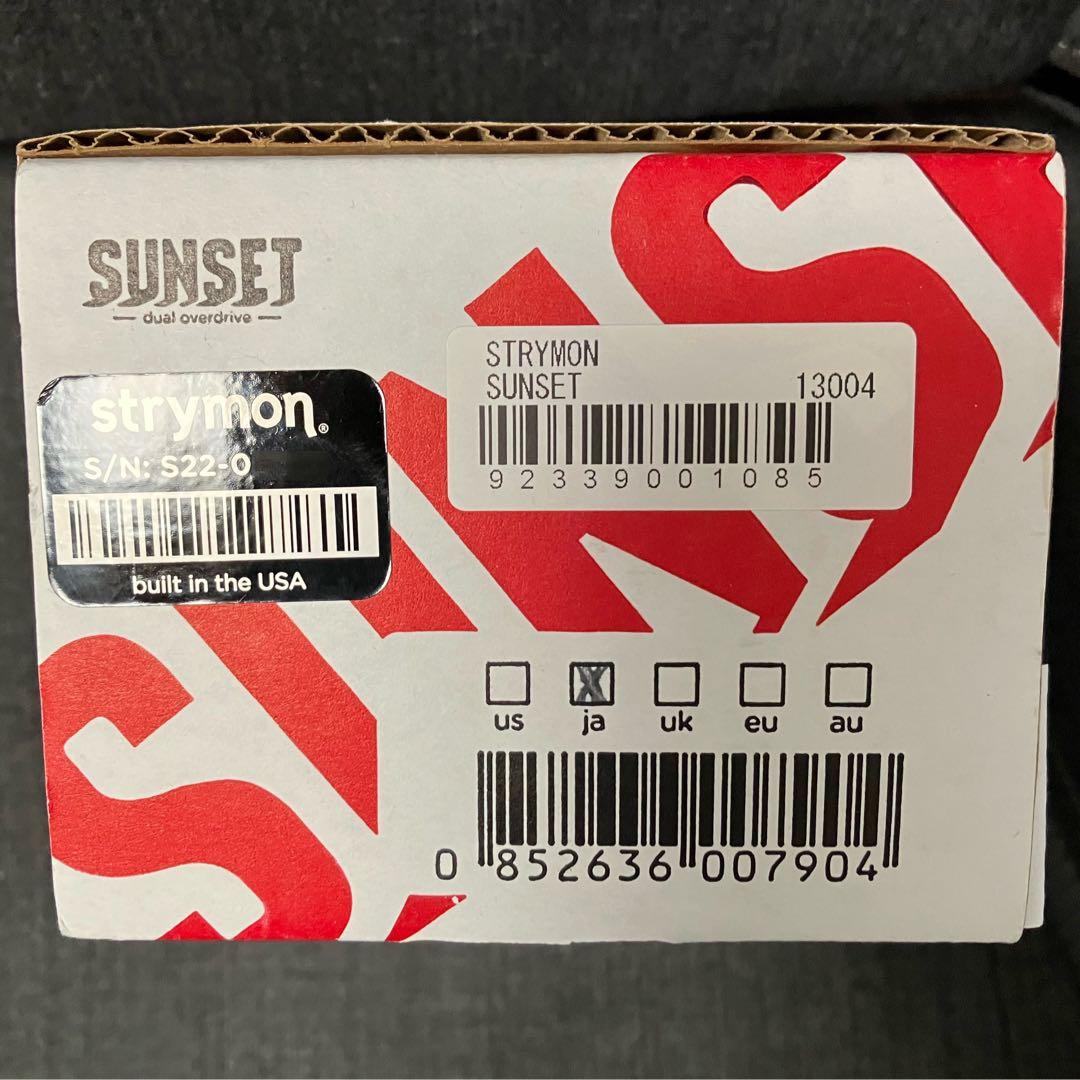 SUNSET
dual overdrive
STRYMON
SUNSET 13004
92339001085
strymon®
S/N: S22-0
built in the USA
us ja uk eu au
0 852636 007904